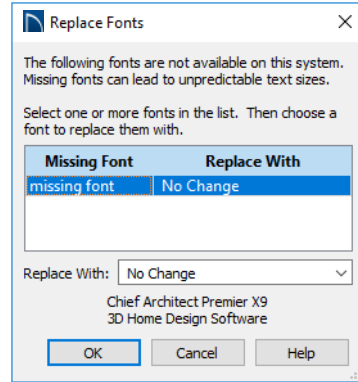 Replace Fonts
The following fonts are not available on this system.
Missing fonts can lead to unpredictable text sizes.
Select one or more fonts in the list. Then choose a
font to replace them with.
Missing Font Replace With
missing font No Change
Replace With: No Change
Chief Architect Premier X9
3D Home Design Software
OK Cancel Help